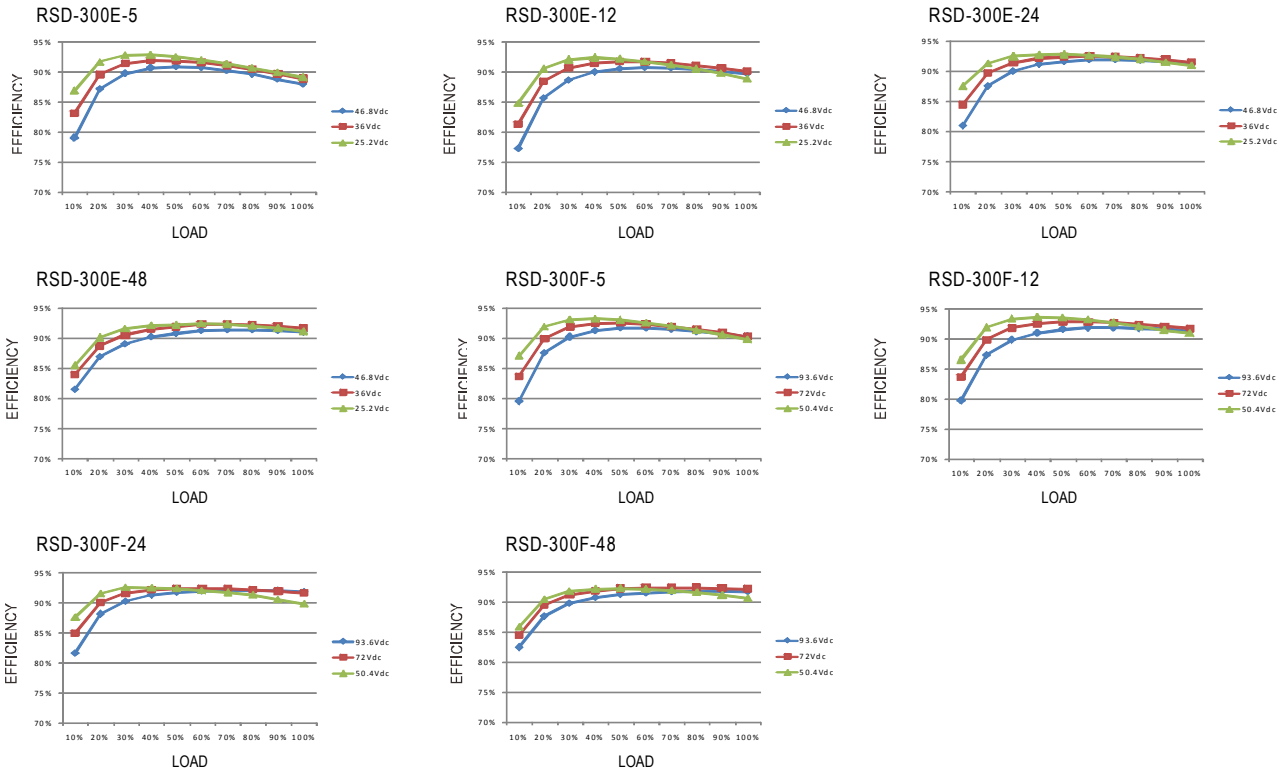 RSD-300E-5
95%
90%
85%
80%
75%
70%
EFFICIENCY
10% 20% 30% 40% 50% 60% 70% 80% 90% 100%
LOAD
46.8Vdc
36Vdc
25.2Vdc
RSD-300E-12
95%
90%
85%
80%
75%
70%
EFFICIENCY
10% 20% 30% 40% 50% 60% 70% 80% 90% 100%
LOAD
46.8Vdc
36Vdc
25.2Vdc
RSD-300E-24
95%
90%
85%
80%
75%
70%
EFFICIENCY
10% 20% 30% 40% 50% 60% 70% 80% 90% 100%
LOAD
46.8Vdc
36Vdc
25.2Vdc
RSD-300E-48
95%
90%
85%
80%
75%
70%
EFFICIENCY
10% 20% 30% 40% 50% 60% 70% 80% 90% 100%
LOAD
46.8Vdc
36Vdc
25.2Vdc
RSD-300F-5
95%
90%
85%
80%
75%
70%
EFFICIENCY
10% 20% 30% 40% 50% 60% 70% 80% 90% 100%
LOAD
93.6Vdc
72Vdc
50.4Vdc
RSD-300F-12
95%
90%
85%
80%
75%
70%
EFFICIENCY
10% 20% 30% 40% 50% 60% 70% 80% 90% 100%
LOAD
93.6Vdc
72Vdc
50.4Vdc
RSD-300F-24
95%
90%
85%
80%
75%
70%
EFFICIENCY
10% 20% 30% 40% 50% 60% 70% 80% 90% 100%
LOAD
93.6Vdc
72Vdc
50.4Vdc
RSD-300F-48
95%
90%
85%
80%
75%
70%
EFFICIENCY
10% 20% 30% 40% 50% 60% 70% 80% 90% 100%
LOAD
93.6Vdc
72Vdc
50.4Vdc